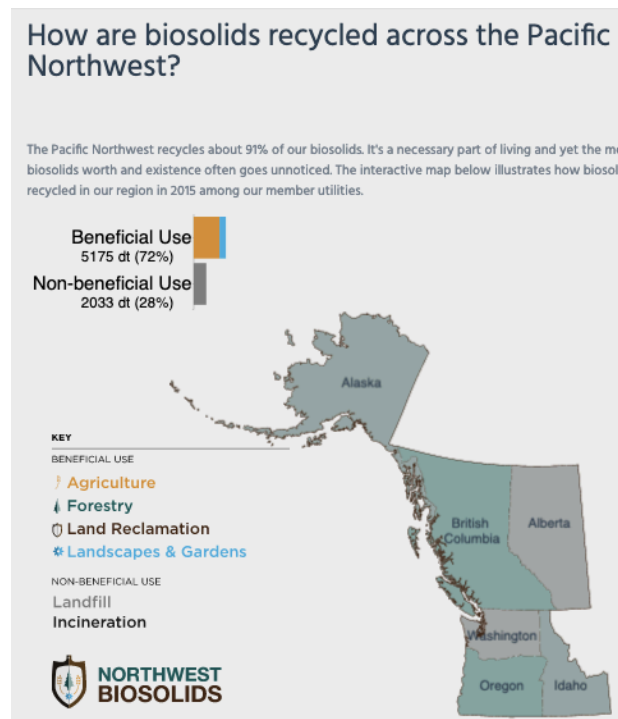 How are biosolids recycled across the Pacific
Northwest?
The Pacific Northwest recycles about 91% of our biosolids. It's a necessary part of living and yet the
biosolids worth and existence often goes unnoticed. The interactive map below illustrates how
recycled in our region in 2015 among our member utilities.
Beneficial Use
5175 dt (72%)
Non-beneficial Use
2033 dt (28%)
Alaska
KEY
BENEFICIAL USE
Agriculture
Forestry
Land Reclamation
Landscapes & Gardens
NON-BENEFICIAL USE
Landfill
Incineration
British
Columbia
Alberta
Washington
Oregon
Idaho
NORTHWEST
BIOSOLIDS